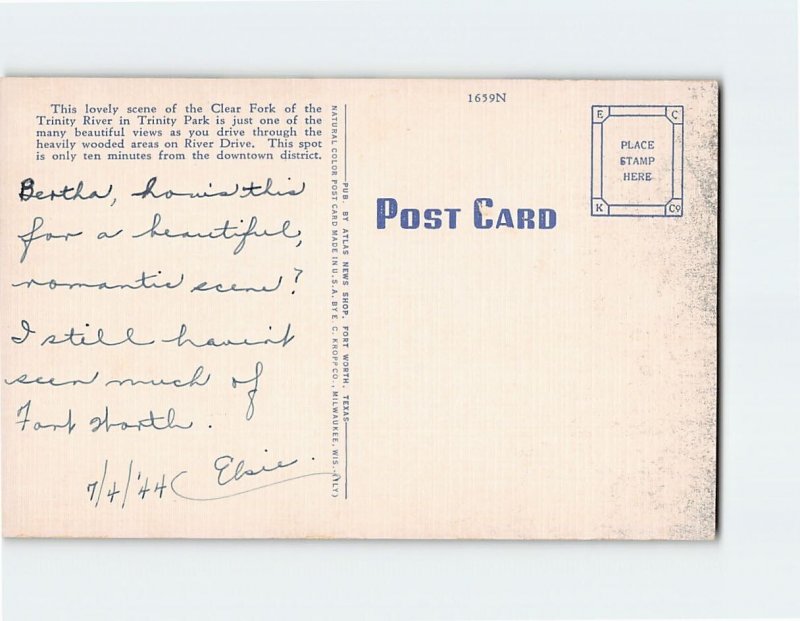 This lovely scene of the Clear Fork of the
Trinity River in Trinity Park is just one of the
many beautiful views as you drive through the
heavily wooded areas on River Drive. This spot
is only ten minutes from the downtown district.
Bertha, how is this
for a beautiful,
romantic scene?
I still haven't
seen much of
Fort Worth.
7/4/'44 Elsie.
NATURAL COLOR POST CARD MADE IN U.S.A. BY E. C. KROPP CO., MILWAUKEE, WIS. (ILY)
PUB. BY ATLAS NEWS SHOP, FORT WORTH, TEXAS
1659N
POST CARD
E C
PLACE
STAMP
HERE
K Co